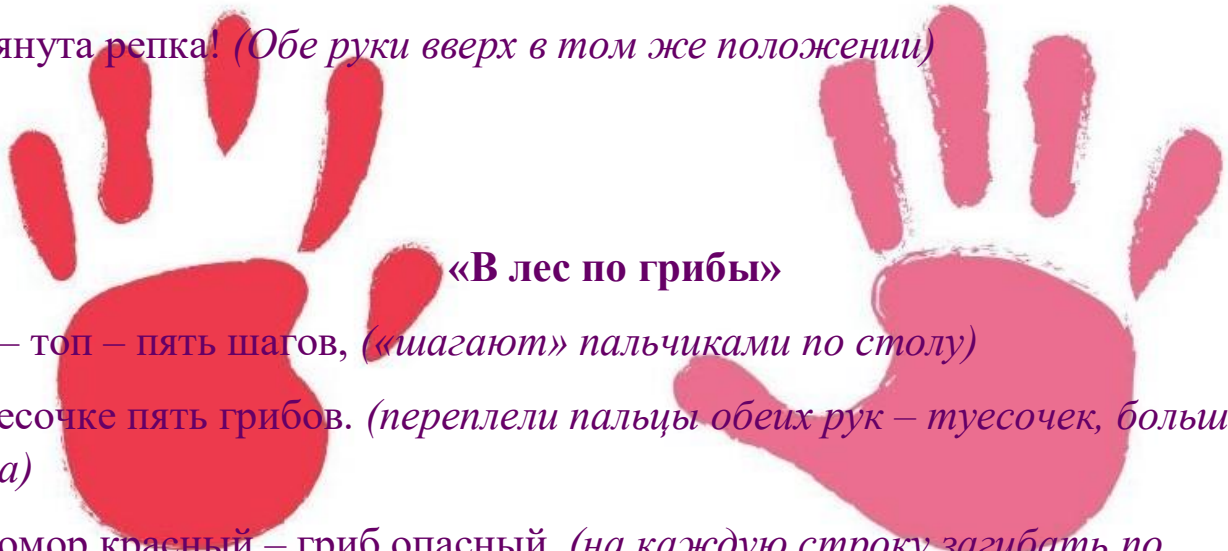 янута репка! (Обе руки вверх в том же положении)
«В лес по грибы»
– топ – пять шагов, («шагают» пальчиками по столу)
есочке пять грибов. (переплели пальцы обеих рук – туесочек, больш
а)
омор красный – гриб опасный. (на каждую строку загибать по